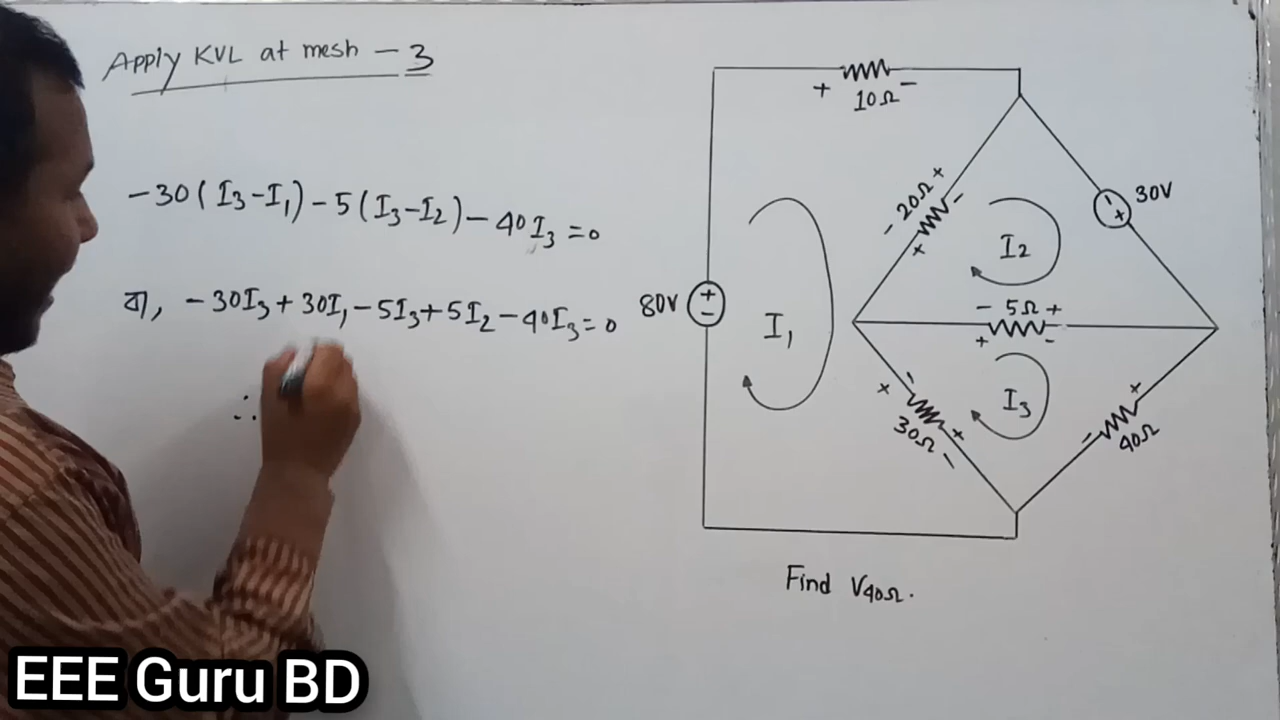 Apply KVL at mesh - 3
-30(I₃-I₁)-5(I₃-I₂)-40I₃=0
বা, -30I₃+30I₁-5I₃+5I₂-40I₃=0
∴
+ 10Ω -
- 20Ω +
+ -
- + 30V
I₂
80V + -
I₁
- 5Ω +
+ -
I₃
+ 30Ω -
- +
+ 40Ω -
Find V₄₀Ω.
EEE Guru BD